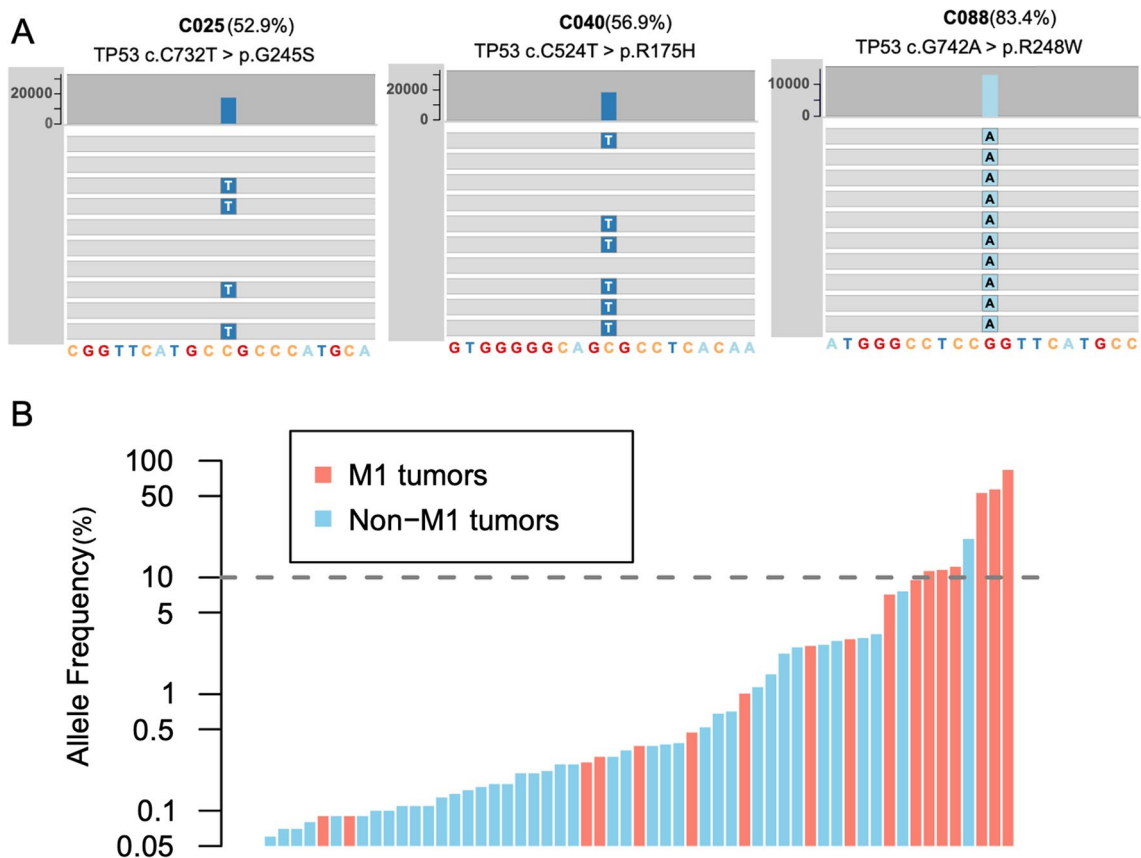 A
C025(52.9%)
TP53 c.C732T > p.G245S
20000
0
T
T
T
T
CGGTTCATGCCGCCCATGCA
C040(56.9%)
TP53 c.C524T > p.R175H
20000
0
T
T
T
T
T
T
GTGGGGGCAGCGCCTCACAA
C088(83.4%)
TP53 c.G742A > p.R248W
10000
0
A
A
A
A
A
A
A
A
A
A
ATGGGCCTCCGGTTCATGCC
B
M1 tumors
Non−M1 tumors
Allele Frequency(%)
100
50
10
5
1
0.5
0.1
0.05